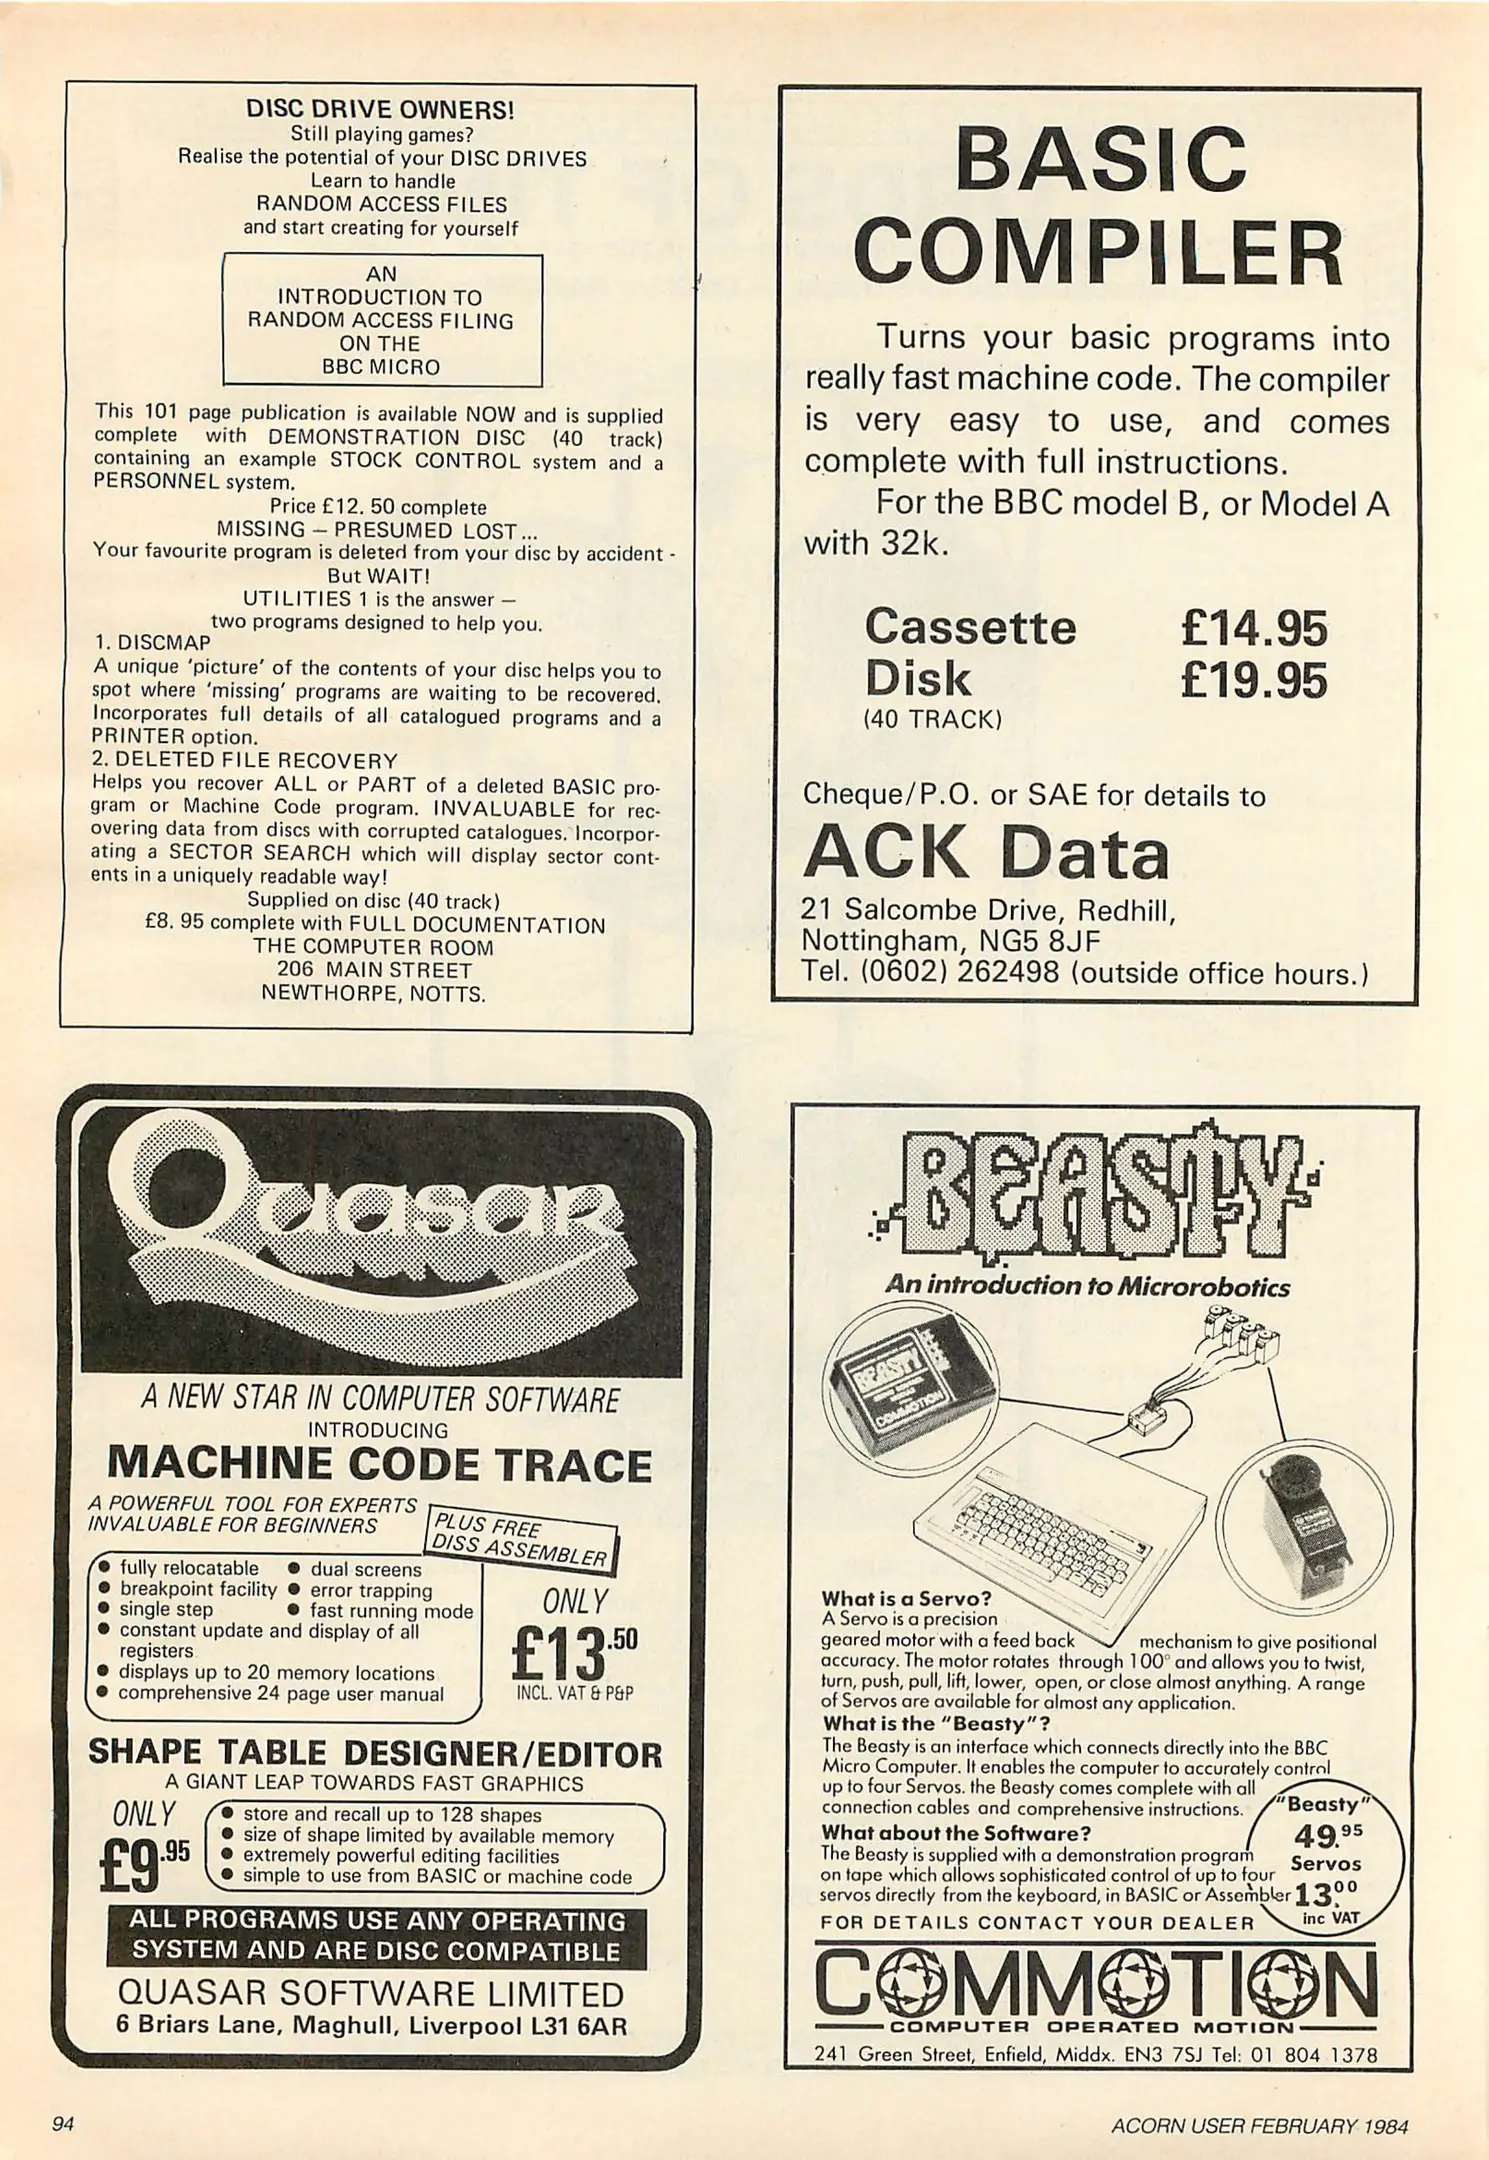 DISC DRIVE OWNERS!
Still playing games?
Realise the potential of your DISC DRIVES
Learn to handle
RANDOM ACCESS FILES
and start creating for yourself
AN
INTRODUCTION TO
RANDOM ACCESS FILING
ON THE
BBC MICRO
This 101 page publication is available NOW and is supplied
complete with DEMONSTRATION DISC (40 track)
containing an example STOCK CONTROL system and a
PERSONNEL system.
Price £12. 50 complete
MISSING – PRESUMED LOST...
Your favourite program is deleted from your disc by accident -
But WAIT!
UTILITIES 1 is the answer –
two programs designed to help you.
1. DISCMAP
A unique 'picture' of the contents of your disc helps you to
spot where 'missing' programs are waiting to be recovered.
Incorporates full details of all catalogued programs and a
PRINTER option.
2. DELETED FILE RECOVERY
Helps you recover ALL or PART of a deleted BASIC pro-
gram or Machine Code program. INVALUABLE for rec-
overing data from discs with corrupted catalogues. Incorpor-
ating a SECTOR SEARCH which will display sector cont-
ents in a uniquely readable way!
Supplied on disc (40 track)
£8. 95 complete with FULL DOCUMENTATION
THE COMPUTER ROOM
206 MAIN STREET
NEWTHORPE, NOTTS.
BASIC
COMPILER
Turns your basic programs into
really fast machine code. The compiler
is very easy to use, and comes
complete with full instructions.
For the BBC model B, or Model A
with 32k.
Cassette £14.95
Disk £19.95
(40 TRACK)
Cheque/P.O. or SAE for details to
ACK Data
21 Salcombe Drive, Redhill,
Nottingham, NG5 8JF
Tel. (0602) 262498 (outside office hours.)
Quasar
A NEW STAR IN COMPUTER SOFTWARE
INTRODUCING
MACHINE CODE TRACE
A POWERFUL TOOL FOR EXPERTS
INVALUABLE FOR BEGINNERS
PLUS FREE
DISS ASSEMBLER
● fully relocatable ● dual screens
● breakpoint facility ● error trapping
● single step ● fast running mode
● constant update and display of all
registers
● displays up to 20 memory locations
● comprehensive 24 page user manual
ONLY
£13.50
INCL. VAT & P&P
SHAPE TABLE DESIGNER/EDITOR
A GIANT LEAP TOWARDS FAST GRAPHICS
ONLY
£9.95
● store and recall up to 128 shapes
● size of shape limited by available memory
● extremely powerful editing facilities
● simple to use from BASIC or machine code
ALL PROGRAMS USE ANY OPERATING
SYSTEM AND ARE DISC COMPATIBLE
QUASAR SOFTWARE LIMITED
6 Briars Lane, Maghull, Liverpool L31 6AR
BEASTY
An introduction to Microrobotics
BEASTY
COMMOTION
What is a Servo?
A Servo is a precision
geared motor with a feed back mechanism to give positional
accuracy. The motor rotates through 100° and allows you to twist,
turn, push, pull, lift, lower, open, or close almost anything. A range
of Servos are available for almost any application.
What is the "Beasty"?
The Beasty is an interface which connects directly into the BBC
Micro Computer. It enables the computer to accurately control
up to four Servos. the Beasty comes complete with all
connection cables and comprehensive instructions.
What about the Software?
The Beasty is supplied with a demonstration program
on tape which allows sophisticated control of up to four
servos directly from the keyboard, in BASIC or Assembler
FOR DETAILS CONTACT YOUR DEALER
"Beasty"
49.95
Servos
13.00
inc VAT
COMMOTION
COMPUTER OPERATED MOTION
241 Green Street, Enfield, Middx. EN3 7SJ Tel: 01 804 1378
94
ACORN USER FEBRUARY 1984